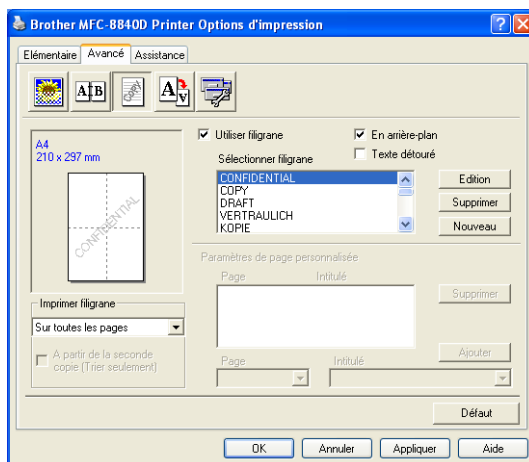 Brother MFC-8840D Printer Options d'impression
Elémentaire Avancé Assistance
A B
A V
A4
210 x 297 mm
CONFIDENTIAL
Imprimer filigrane
Sur toutes les pages
A partir de la seconde
copie (Trier seulement)
Utiliser filigrane
En arrière-plan
Texte détouré
Sélectionner filigrane
CONFIDENTIAL
COPY
DRAFT
VERTRAULICH
KOPIE
Edition
Supprimer
Nouveau
Paramètres de page personnalisée
Page Intitulé
Supprimer
Ajouter
Page Intitulé
Défaut
OK Annuler Appliquer Aide